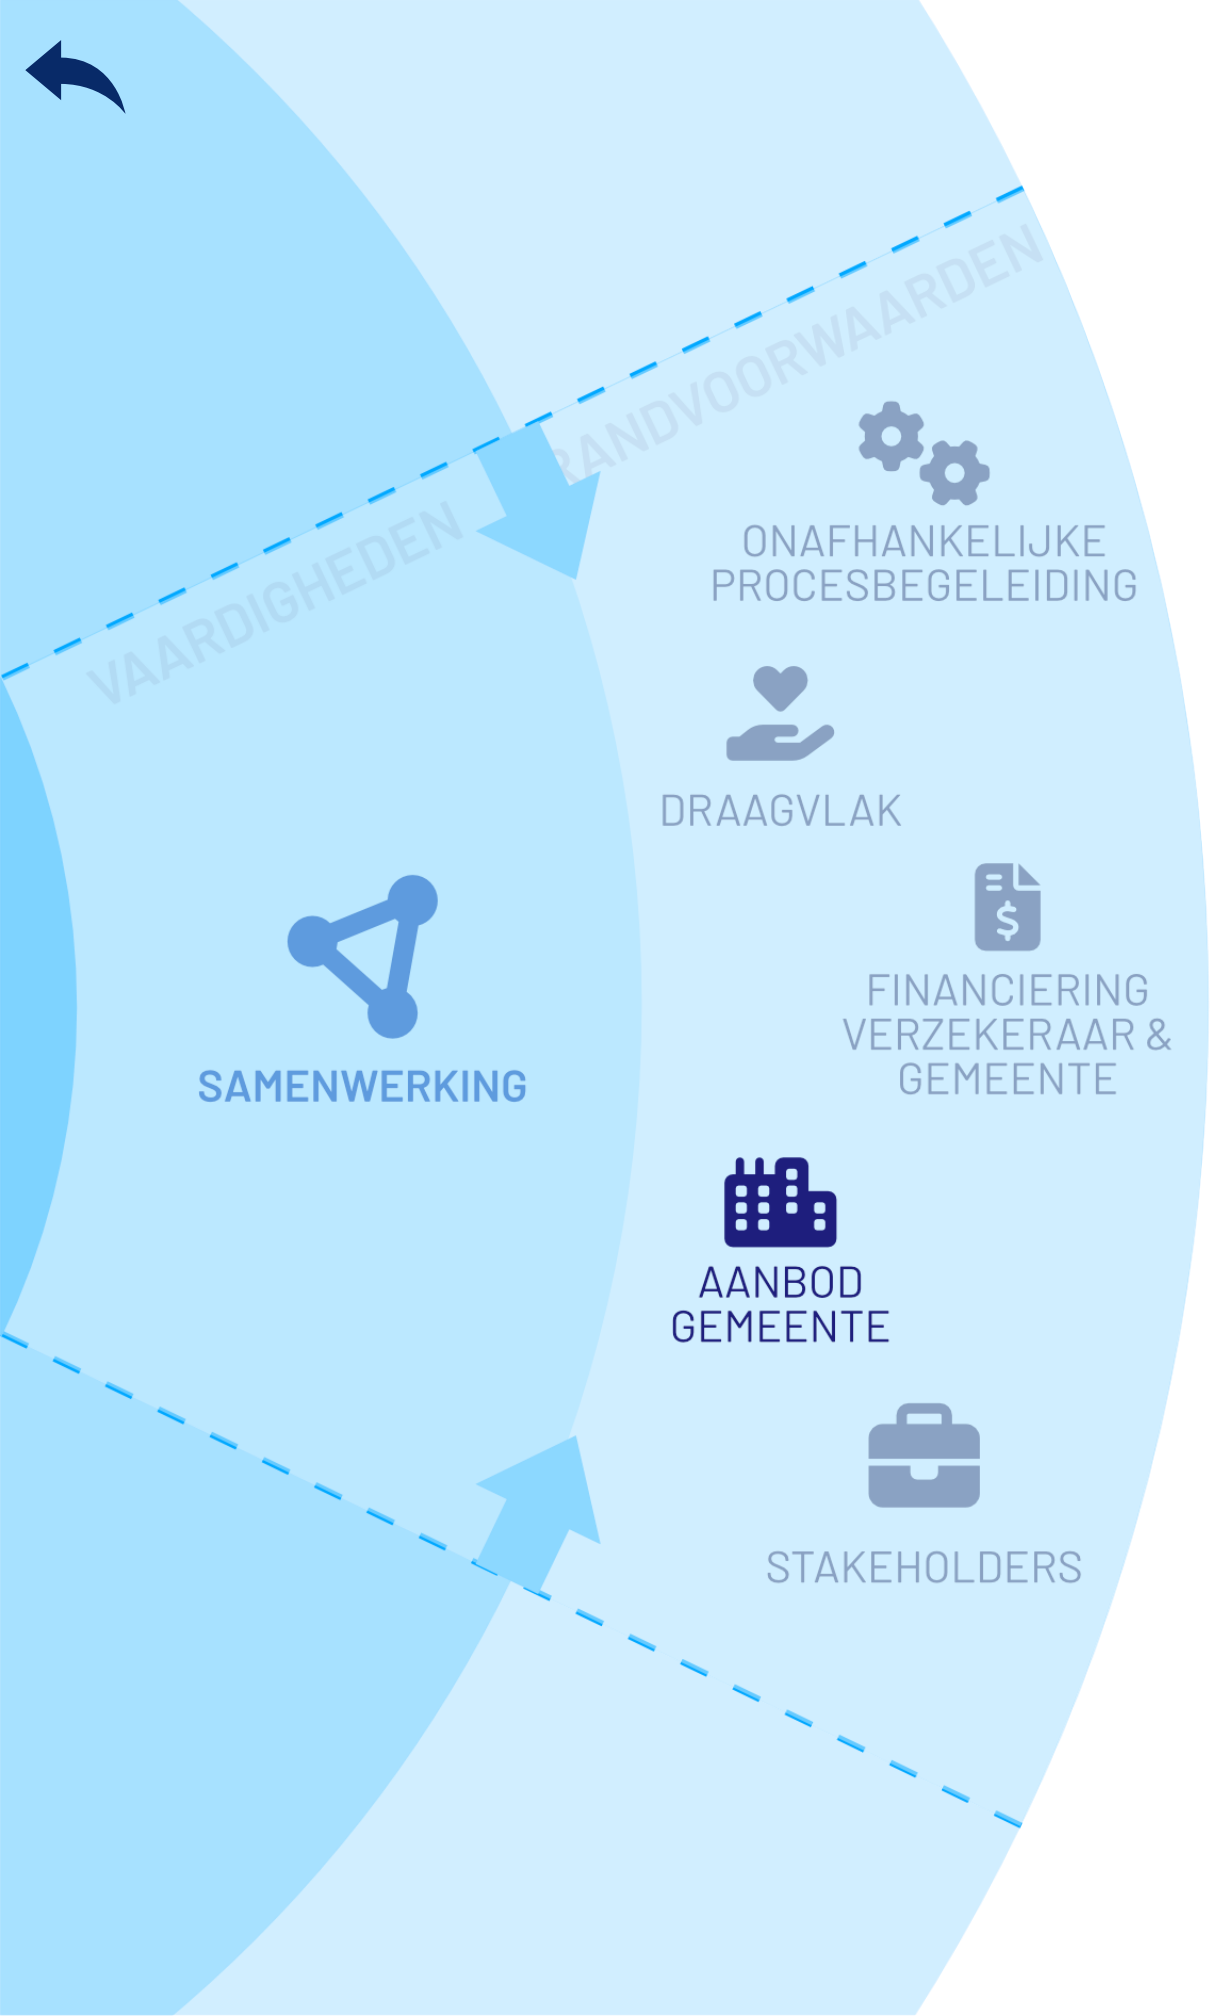 RANDVOORWAARDEN
VAARDIGHEDEN
ONAFHANKELIJKE
PROCESBEGELEIDING
DRAAGVLAK
FINANCIERING
VERZEKERAAR &
GEMEENTE
SAMENWERKING
AANBOD
GEMEENTE
STAKEHOLDERS